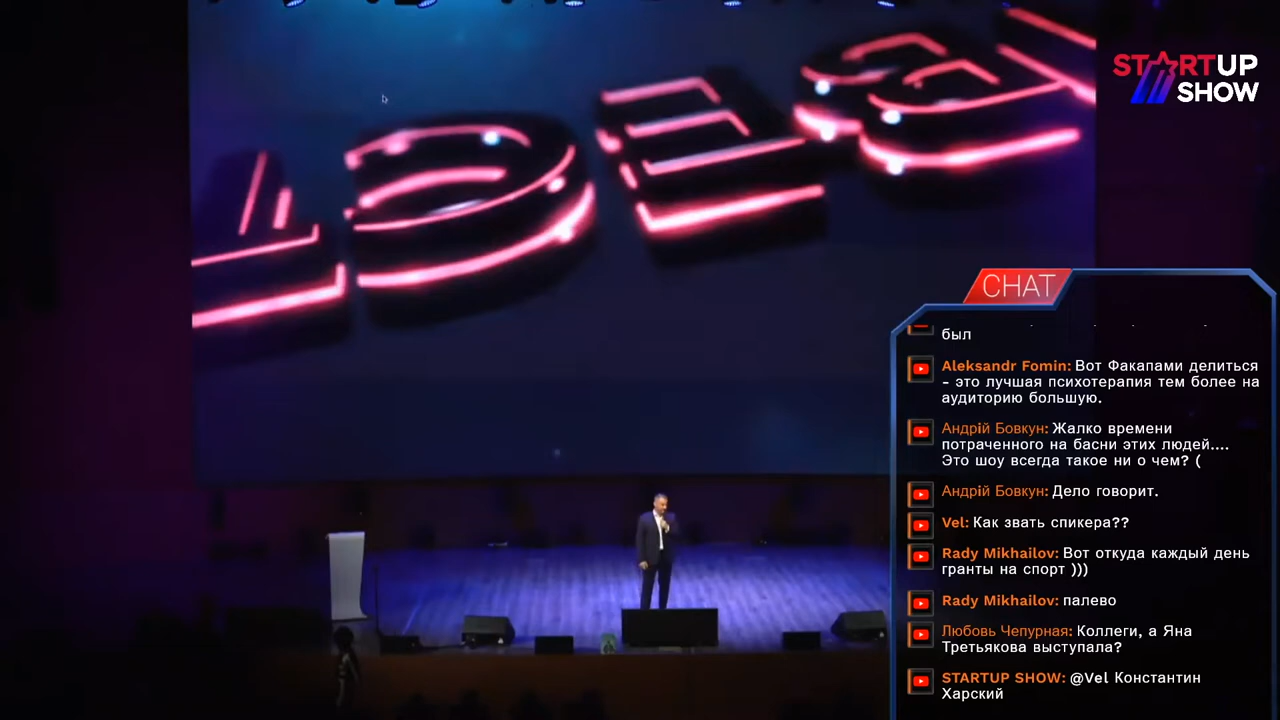 STARTUP
SHOW
CHAT
был
Aleksandr Fomin: Вот Факапами делиться
- это лучшая психотерапия тем более на
аудиторию большую.
Андрій Бовкун: Жалко времени
потраченного на басни этих людей....
Это шоу всегда такое ни о чем? (
Андрій Бовкун: Дело говорит.
Vel: Как звать спикера??
Rady Mikhailov: Вот откуда каждый день
гранты на спорт )))
Rady Mikhailov: палево
Любовь Чепурная: Коллеги, а Яна
Третьякова выступала?
STARTUP SHOW: @Vel Константин
Харский